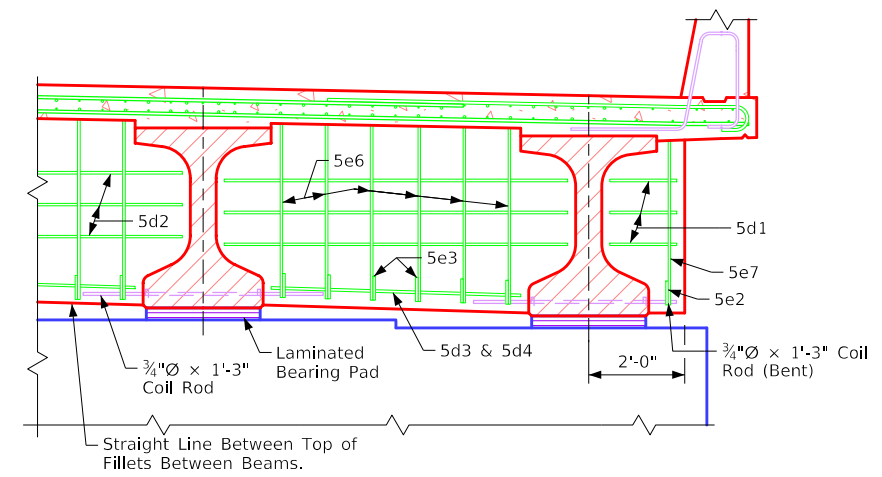 5e6
5d2
5d1
5e3
5e7
5e2
Laminated
Bearing Pad
5d3 & 5d4
2'-0"
¾"Ø × 1'-3" Coil
Rod (Bent)
¾"Ø × 1'-3"
Coil Rod
Straight Line Between Top of
Fillets Between Beams.